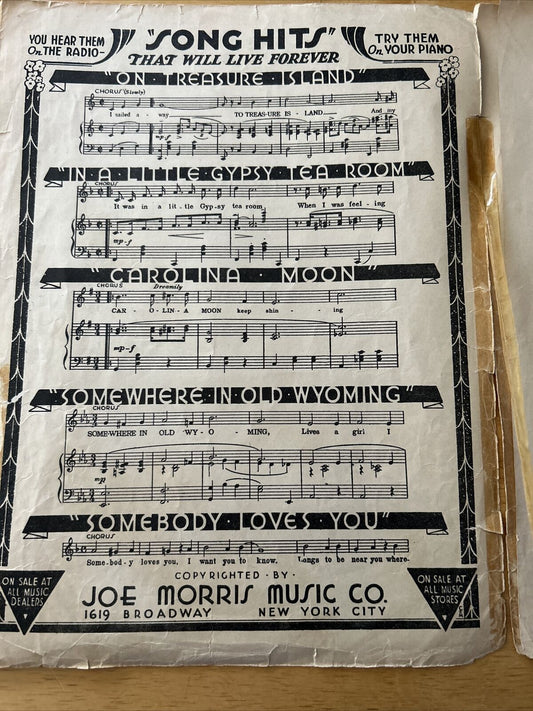 YOU HEAR THEM
On THE RADIO-
"SONG HITS"
THAT WILL LIVE FOREVER
TRY THEM
On YOUR PIANO
"ON TREASURE ISLAND"
CHORUS (Slowly)
I sailed a - way TO TREAS-URE IS - LAND And my
mf
"IN A LITTLE GYPSY TEA ROOM"
CHORUS
It was in a lit - tle Gyp-sy tea room, When I was feel - ing
mp-f
"CAROLINA MOON"
CHORUS Dreamily
CAR - O - LIN - A MOON keep shin - ing
mp-f
"SOMEWHERE IN OLD WYOMING"
CHORUS
SOME-WHERE IN OLD WY - O - MING, Lives a girl I
mp
"SOMEBODY LOVES YOU"
CHORUS
Some-bod-y loves you, I want you to know, Longs to be near you where-
ON SALE AT
ALL MUSIC
DEALERS
COPYRIGHTED - BY -
JOE MORRIS MUSIC CO.
1619 BROADWAY NEW YORK CITY
ON SALE AT
ALL MUSIC
STORES